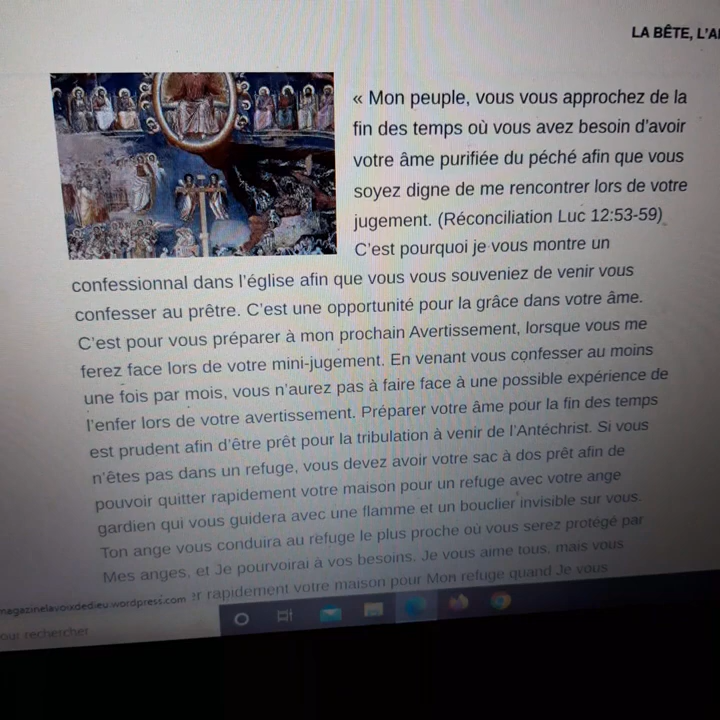 LA BÊTE, L'A
« Mon peuple, vous vous approchez de la
fin des temps où vous avez besoin d'avoir
votre âme purifiée du péché afin que vous
soyez digne de me rencontrer lors de votre
jugement. (Réconciliation Luc 12:53-59)
C'est pourquoi je vous montre un
confessionnal dans l'église afin que vous vous souveniez de venir vous
confesser au prêtre. C'est une opportunité pour la grâce dans votre âme.
C'est pour vous préparer à mon prochain Avertissement, lorsque vous me
ferez face lors de votre mini-jugement. En venant vous confesser au moins
une fois par mois, vous n'aurez pas à faire face à une possible expérience de
l'enfer lors de votre avertissement. Préparer votre âme pour la fin des temps
est prudent afin d'être prêt pour la tribulation à venir de l'Antéchrist. Si vous
n'êtes pas dans un refuge, vous devez avoir votre sac à dos prêt afin de
pouvoir quitter rapidement votre maison pour un refuge avec votre ange
gardien qui vous guidera avec une flamme et un bouclier invisible sur vous.
Ton ange vous conduira au refuge le plus proche où vous serez protégé par
Mes anges, et Je pourvoirai à vos besoins. Je vous aime tous, mais vous
er rapidement votre maison pour Mon refuge quand Je vous
magazinelavoixdedieu.wordpress.com
our rechercher